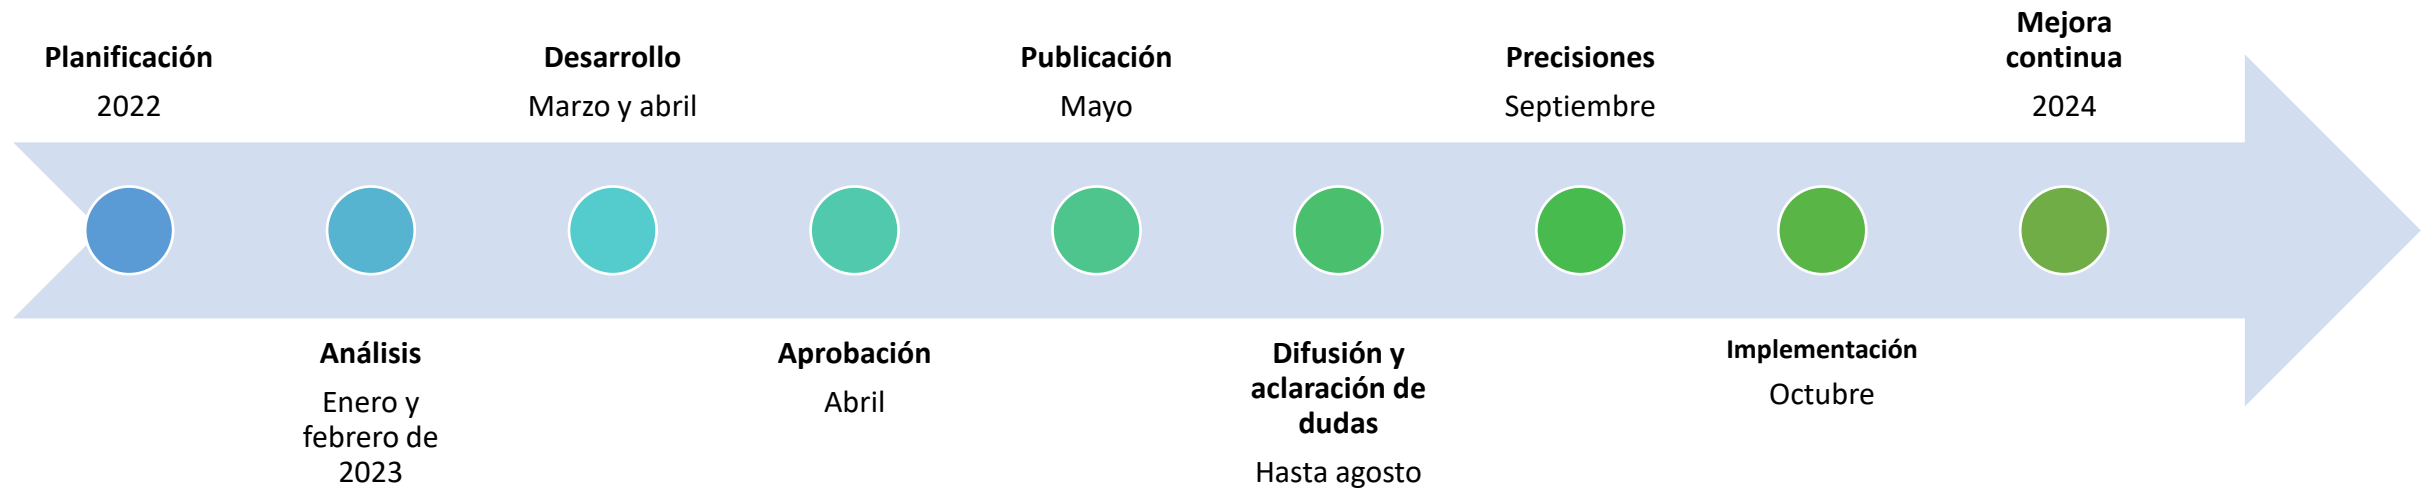 Planificación
2022
Análisis
Enero y
febrero de
2023
Desarrollo
Marzo y abril
Aprobación
Abril
Publicación
Mayo
Difusión y
aclaración de
dudas
Hasta agosto
Precisiones
Septiembre
Implementación
Octubre
Mejora
continua
2024